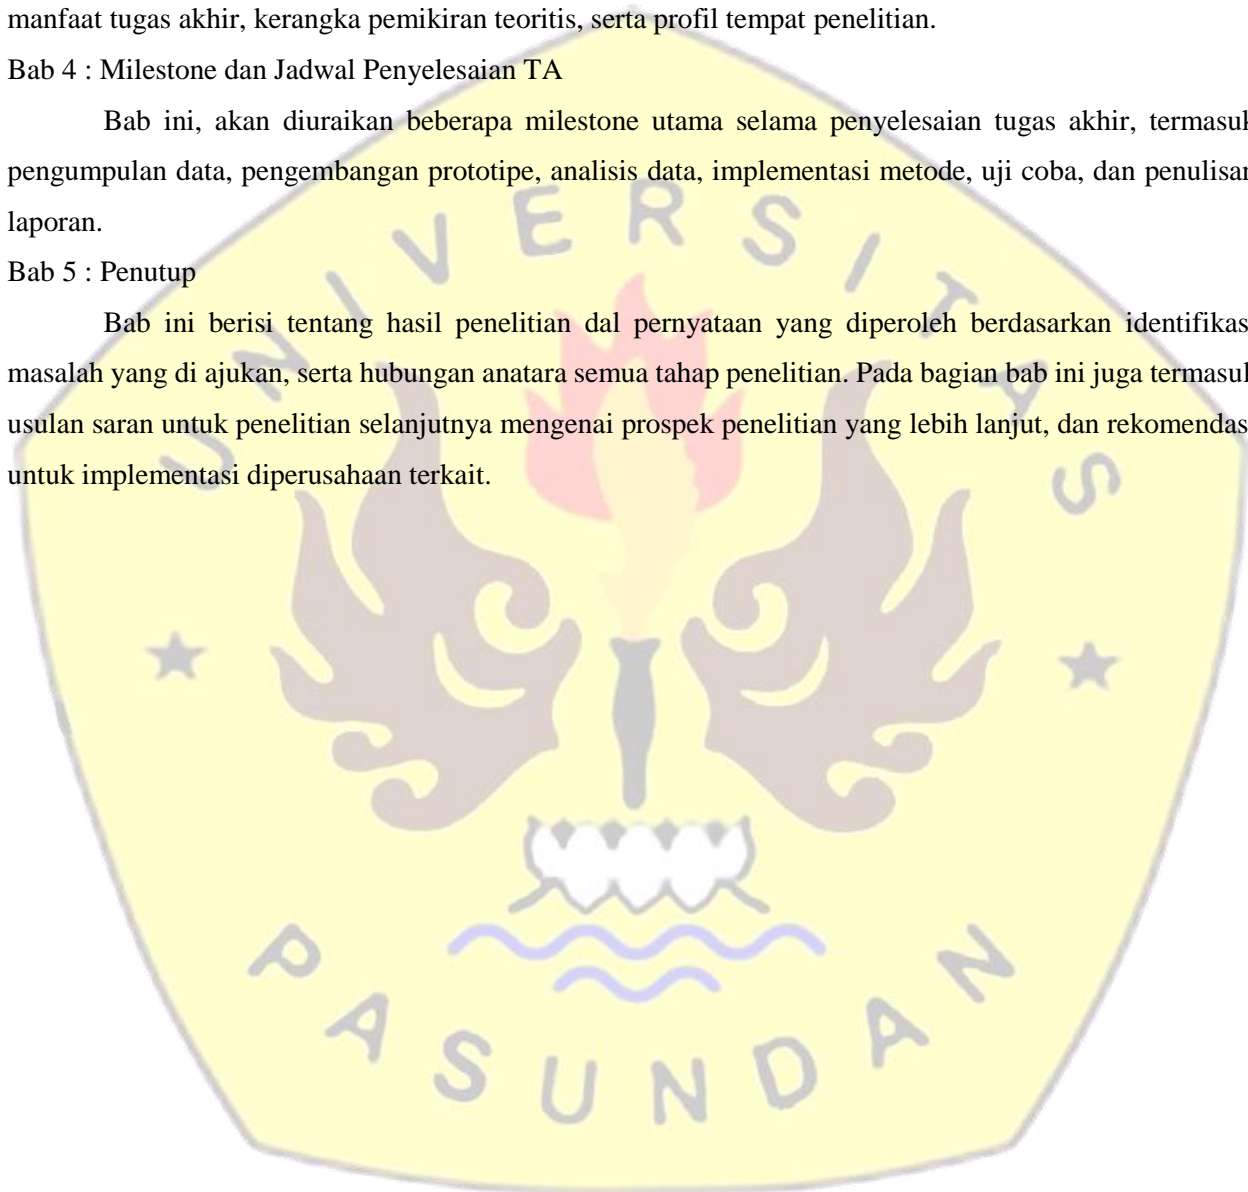 manfaat tugas akhir, kerangka pemikiran teoritis, serta profil tempat penelitian.
Bab 4 : Milestone dan Jadwal Penyelesaian TA
Bab ini, akan diuraikan beberapa milestone utama selama penyelesaian tugas akhir, termasuk
pengumpulan data, pengembangan prototipe, analisis data, implementasi metode, uji coba, dan penulisan
laporan.
Bab 5 : Penutup
Bab ini berisi tentang hasil penelitian dal pernyataan yang diperoleh berdasarkan identifikas
masalah yang di ajukan, serta hubungan anatara semua tahap penelitian. Pada bagian bab ini juga termasuk
usulan saran untuk penelitian selanjutnya mengenai prospek penelitian yang lebih lanjut, dan rekomendas
untuk implementasi diperusahaan terkait.
UNIVERSITAS
PASUNDAN